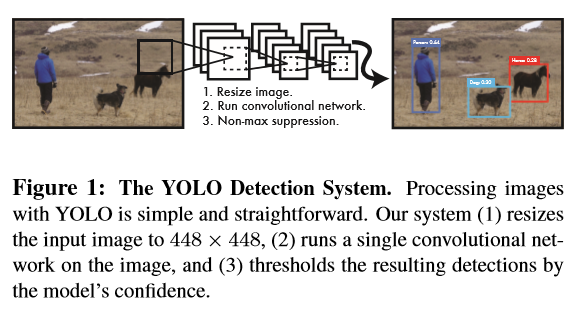 Person: 0.64
Horse: 0.28
Dog: 0.30
1. Resize image.
2. Run convolutional network.
3. Non-max suppression.
Figure 1: The YOLO Detection System. Processing images
with YOLO is simple and straightforward. Our system (1) resizes
the input image to 448 × 448, (2) runs a single convolutional net-
work on the image, and (3) thresholds the resulting detections by
the model’s confidence.